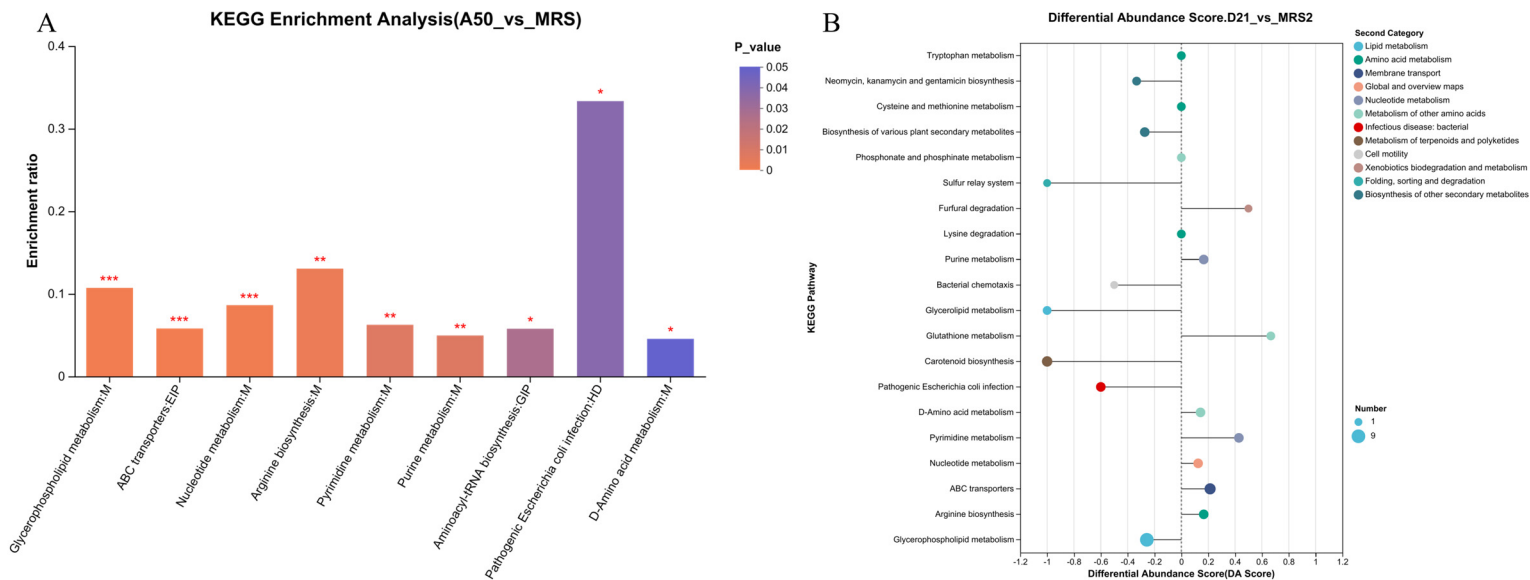 A
KEGG Enrichment Analysis(A50_vs_MRS)
Enrichment ratio
0.4
0.3
0.2
0.1
0
***
***
***
**
**
**
*
*
*
Glycerophospholipid metabolism:M
ABC transporters:EIP
Nucleotide metabolism:M
Arginine biosynthesis:M
Pyrimidine metabolism:M
Purine metabolism:M
Aminoacyl-tRNA biosynthesis:GIP
Pathogenic Escherichia coli infection:HD
D-Amino acid metabolism:M
P_value
0.05
0.04
0.03
0.02
0.01
0
B
Differential Abundance Score.D21_vs_MRS2
KEGG Pathway
Tryptophan metabolism
Neomycin, kanamycin and gentamicin biosynthesis
Cysteine and methionine metabolism
Biosynthesis of various plant secondary metabolites
Phosphonate and phosphinate metabolism
Sulfur relay system
Furfural degradation
Lysine degradation
Purine metabolism
Bacterial chemotaxis
Glycerolipid metabolism
Glutathione metabolism
Carotenoid biosynthesis
Pathogenic Escherichia coli infection
D-Amino acid metabolism
Pyrimidine metabolism
Nucleotide metabolism
ABC transporters
Arginine biosynthesis
Glycerophospholipid metabolism
-1.2 -1 -0.8 -0.6 -0.4 -0.2 0 0.2 0.4 0.6 0.8 1 1.2
Differential Abundance Score(DA Score)
Second Category
Lipid metabolism
Amino acid metabolism
Membrane transport
Global and overview maps
Nucleotide metabolism
Metabolism of other amino acids
Infectious disease: bacterial
Metabolism of terpenoids and polyketides
Cell motility
Xenobiotics biodegradation and metabolism
Folding, sorting and degradation
Biosynthesis of other secondary metabolites
Number
1
9